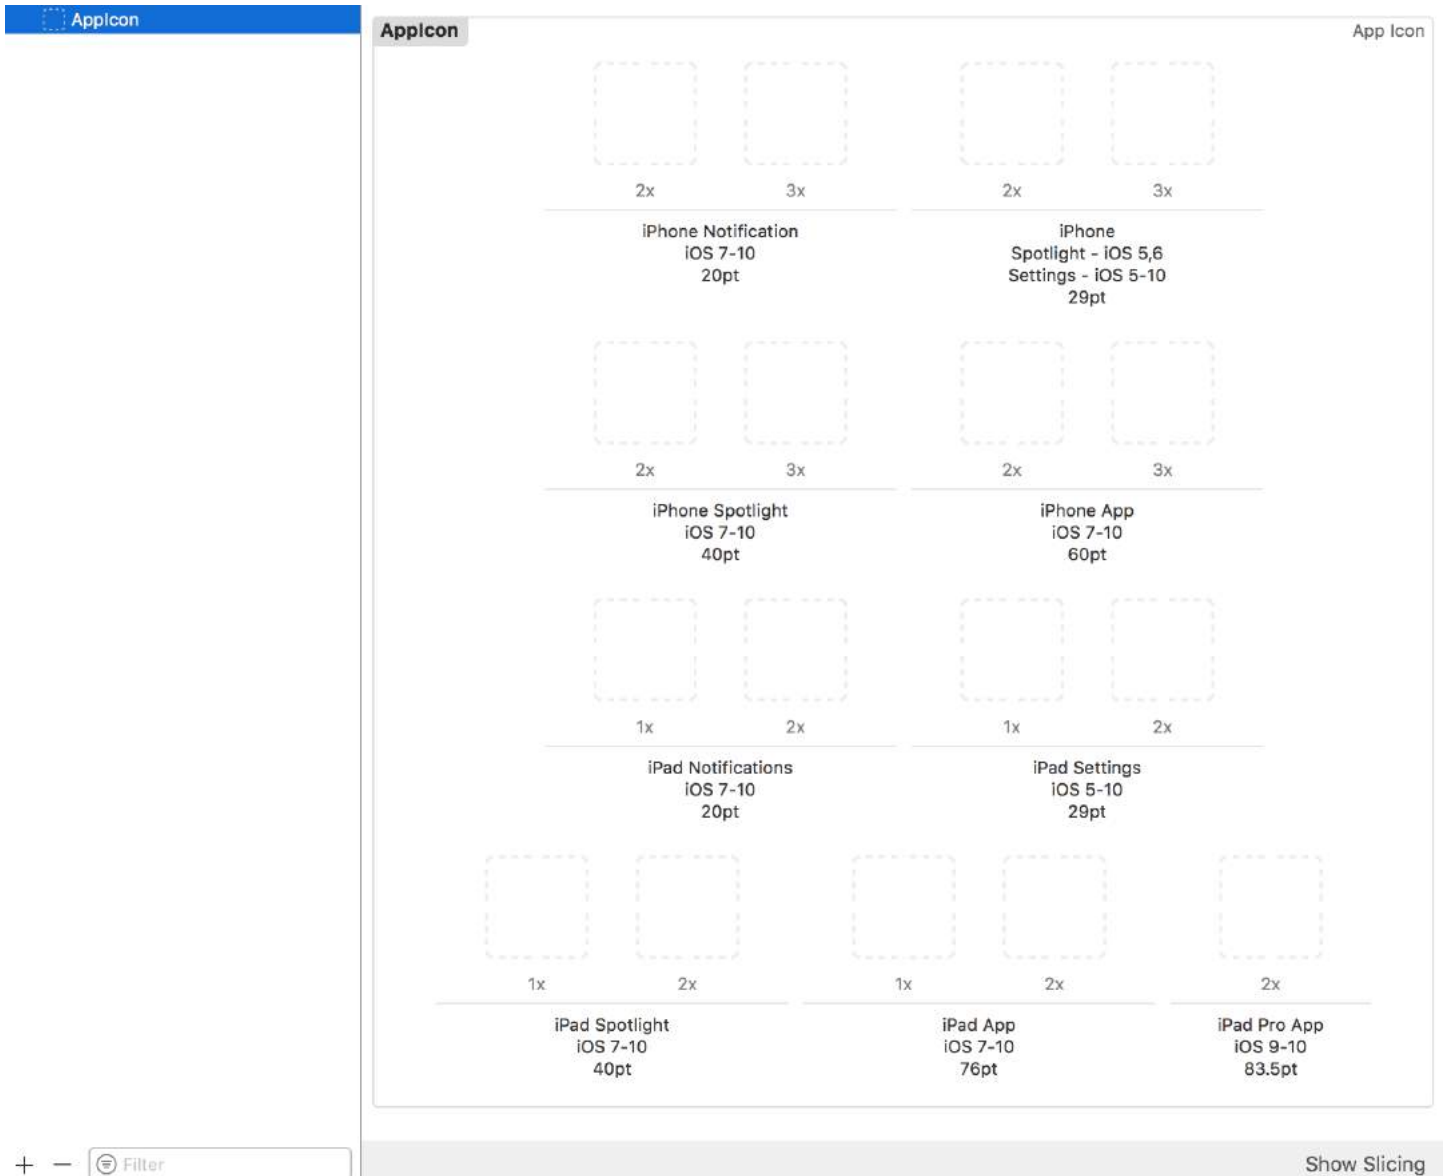 AppIcon
AppIcon
App Icon
2x 3x 2x 3x
iPhone Notification
iOS 7-10
20pt
iPhone
Spotlight - iOS 5,6
Settings - iOS 5-10
29pt
2x 3x 2x 3x
iPhone Spotlight
iOS 7-10
40pt
iPhone App
iOS 7-10
60pt
1x 2x 1x 2x
iPad Notifications
iOS 7-10
20pt
iPad Settings
iOS 5-10
29pt
1x 2x 1x 2x 2x
iPad Spotlight
iOS 7-10
40pt
iPad App
iOS 7-10
76pt
iPad Pro App
iOS 9-10
83.5pt
Filter
Show Slicing